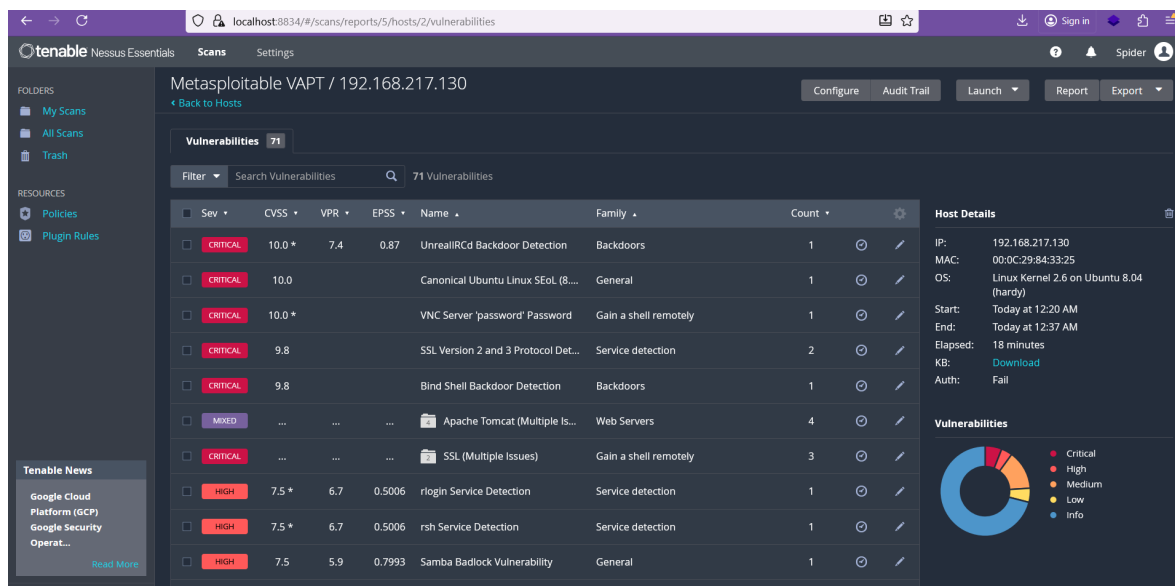 localhost:8834/#/scans/reports/5/hosts/2/vulnerabilities
Sign in
tenable Nessus Essentials
Scans
Settings
Spider
FOLDERS
My Scans
All Scans
Trash
RESOURCES
Policies
Plugin Rules
Tenable News
Google Cloud
Platform (GCP)
Google Security
Operat...
Read More
Metasploitable VAPT / 192.168.217.130
< Back to Hosts
Configure
Audit Trail
Launch
Report
Export
Vulnerabilities 71
Filter
Search Vulnerabilities
71 Vulnerabilities
Sev CVSS VPR EPSS Name Family Count
CRITICAL 10.0 * 7.4 0.87 UnrealIRCd Backdoor Detection Backdoors 1
CRITICAL 10.0 Canonical Ubuntu Linux SEoL (8.... General 1
CRITICAL 10.0 * VNC Server 'password' Password Gain a shell remotely 1
CRITICAL 9.8 SSL Version 2 and 3 Protocol Det... Service detection 2
CRITICAL 9.8 Bind Shell Backdoor Detection Backdoors 1
MIXED ... ... ... 4 Apache Tomcat (Multiple Is... Web Servers 4
CRITICAL ... ... ... 2 SSL (Multiple Issues) Gain a shell remotely 3
HIGH 7.5 * 6.7 0.5006 rlogin Service Detection Service detection 1
HIGH 7.5 * 6.7 0.5006 rsh Service Detection Service detection 1
HIGH 7.5 5.9 0.7993 Samba Badlock Vulnerability General 1
Host Details
IP: 192.168.217.130
MAC: 00:0C:29:84:33:25
OS: Linux Kernel 2.6 on Ubuntu 8.04
(hardy)
Start: Today at 12:20 AM
End: Today at 12:37 AM
Elapsed: 18 minutes
KB: Download
Auth: Fail
Vulnerabilities
Critical
High
Medium
Low
Info